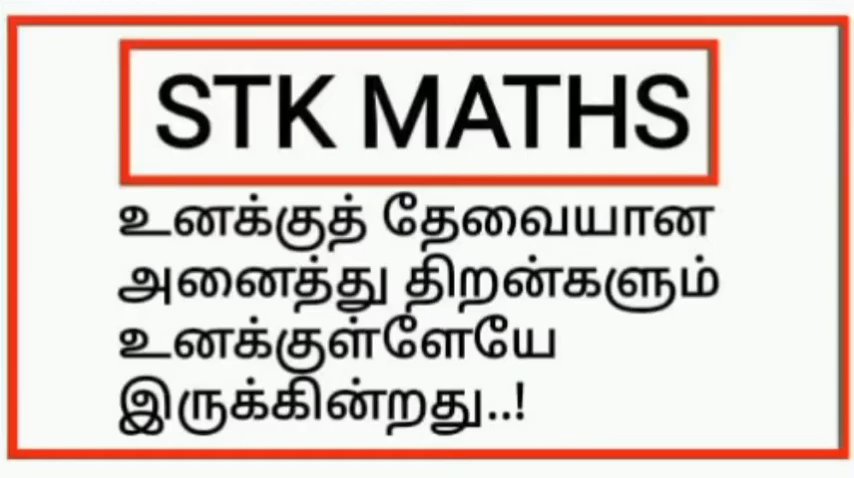 STK MATHS
உனக்குத் தேவையான
அனைத்து திறன்களும்
உனக்குள்ளேயே
இருக்கின்றது..!